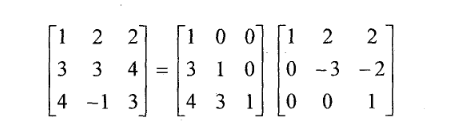 [1 2 2] [1 0 0] [1 2 2]
[3 3 4] = [3 1 0] [0 -3 -2]
[4 -1 3] [4 3 1] [0 0 1]